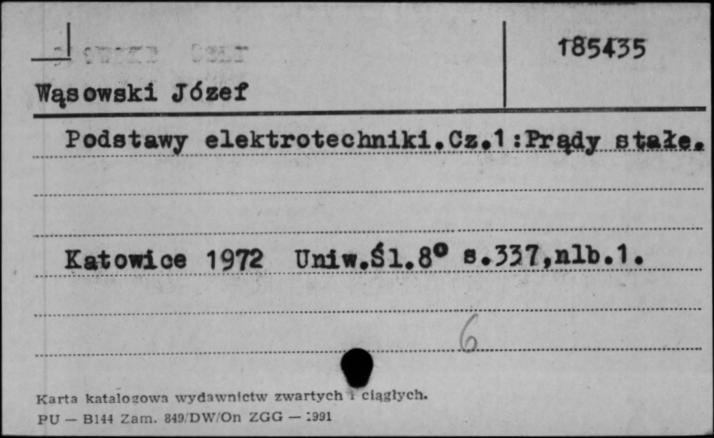 185435
Wąsowski Józef
Podstawy elektrotechniki.Cz.1:Prądy stałe.
Katowice 1972 Uniw.Śl.8° s.337,nlb.1.
6
Karta katalogowa wydawnictw zwartych i ciągłych.
PU — B144 Zam. 849/DW/On ZGG — 1991